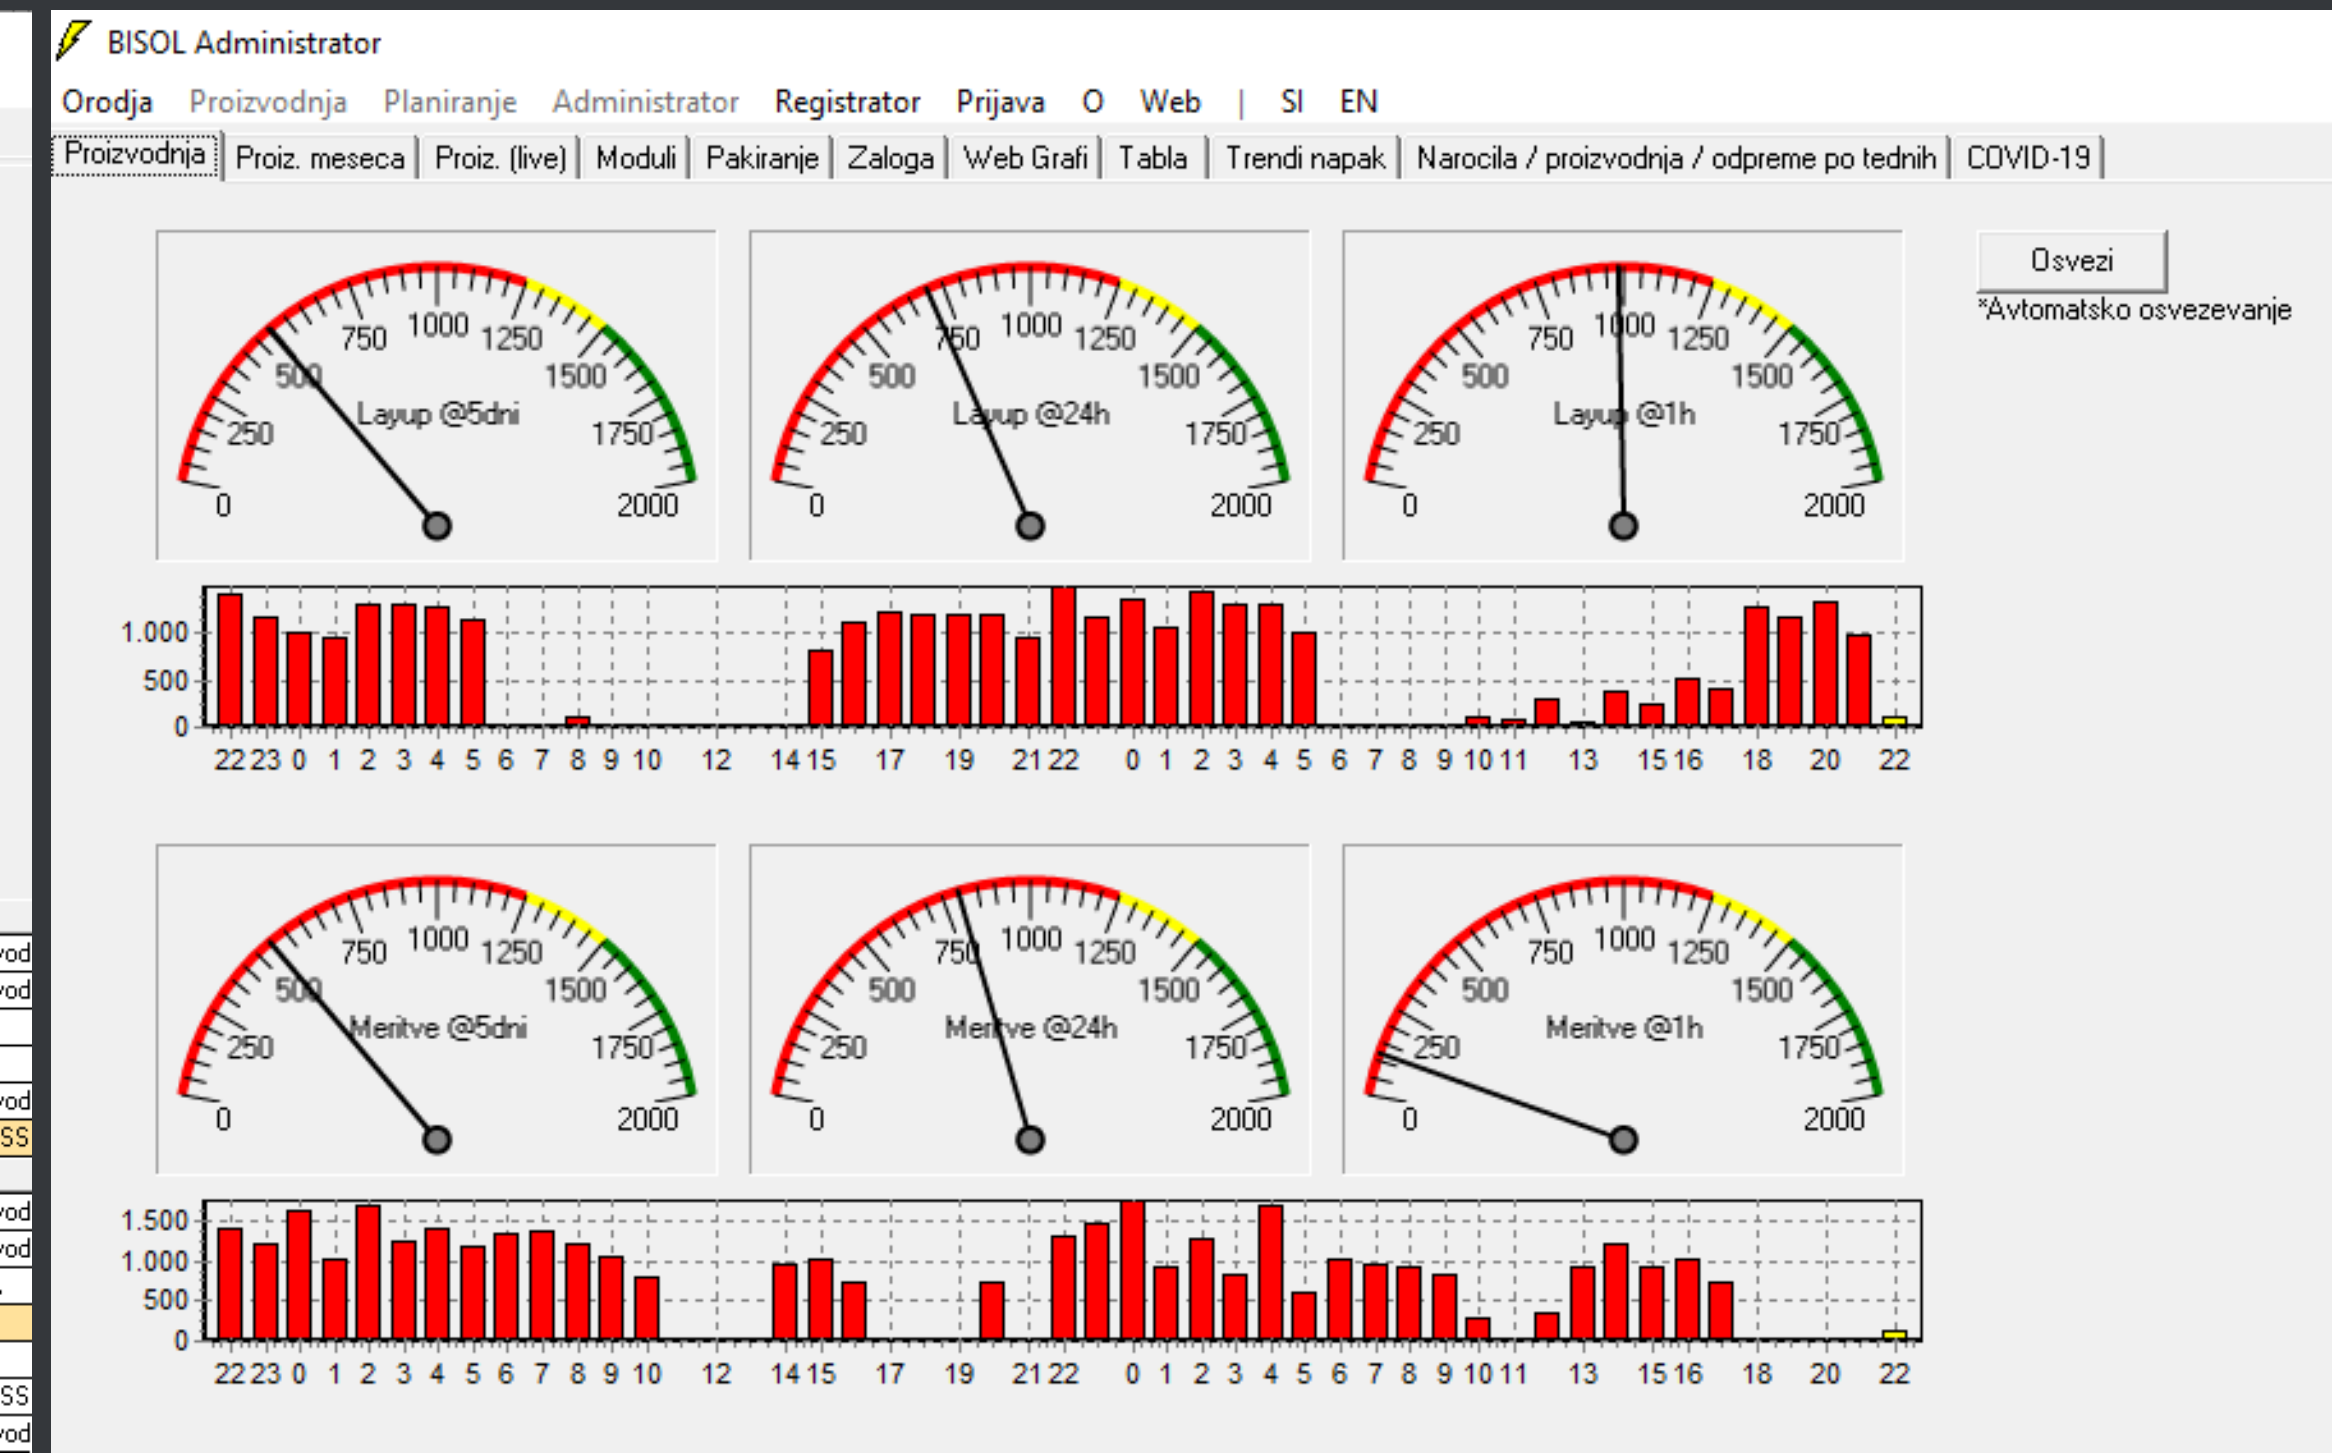 BISOL Administrator
Orodja Proizvodnja Planiranje Administrator Registrator Prijava O Web | SI EN
Proizvodnja Proiz. meseca Proiz. (live) Moduli Pakiranje Zaloga Web Grafi Tabla Trendi napak Narocila / proizvodnja / odpreme po tednih COVID-19
Osvezi
*Avtomatsko osvezevanje
0 250 500 750 1000 1250 1500 1750 2000
Layup @5dni
0 250 500 750 1000 1250 1500 1750 2000
Layup @24h
0 250 500 750 1000 1250 1500 1750 2000
Layup @1h
1.000
500
0
22 23 0 1 2 3 4 5 6 7 8 9 10 12 14 15 17 19 21 22 0 1 2 3 4 5 6 7 8 9 10 11 13 15 16 18 20 22
0 250 500 750 1000 1250 1500 1750 2000
Meritve @5dni
0 250 500 750 1000 1250 1500 1750 2000
Meritve @24h
0 250 500 750 1000 1250 1500 1750 2000
Meritve @1h
1.500
1.000
500
0
22 23 0 1 2 3 4 5 6 7 8 9 10 12 14 15 17 19 21 22 0 1 2 3 4 5 6 7 8 9 10 11 13 15 16 18 20 22
vod
vod
vod
SS
vod
vod
SS
vod